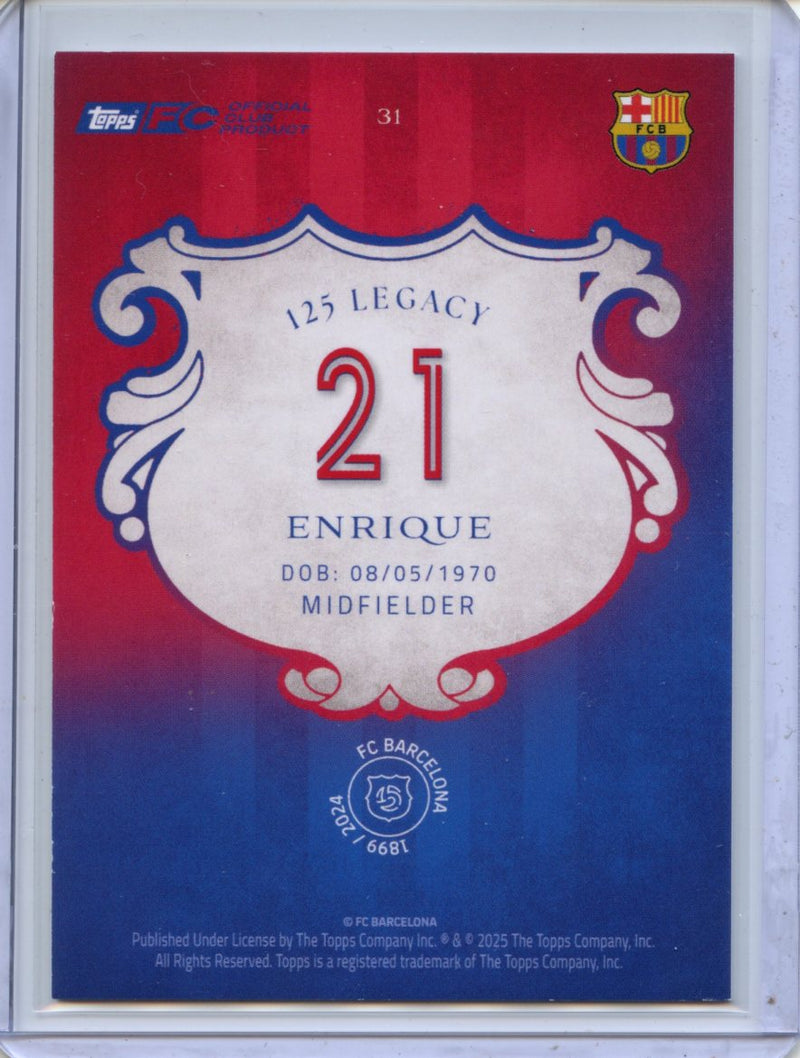 topps FC OFFICIAL
CLUB
PRODUCT
31
FCB
125 LEGACY
21
ENRIQUE
DOB: 08/05/1970
MIDFIELDER
FC BARCELONA
1899 / 2024
© FC BARCELONA
Published Under License by The Topps Company Inc. ® & © 2025 The Topps Company, Inc.
All Rights Reserved. Topps is a registered trademark of The Topps Company, Inc.